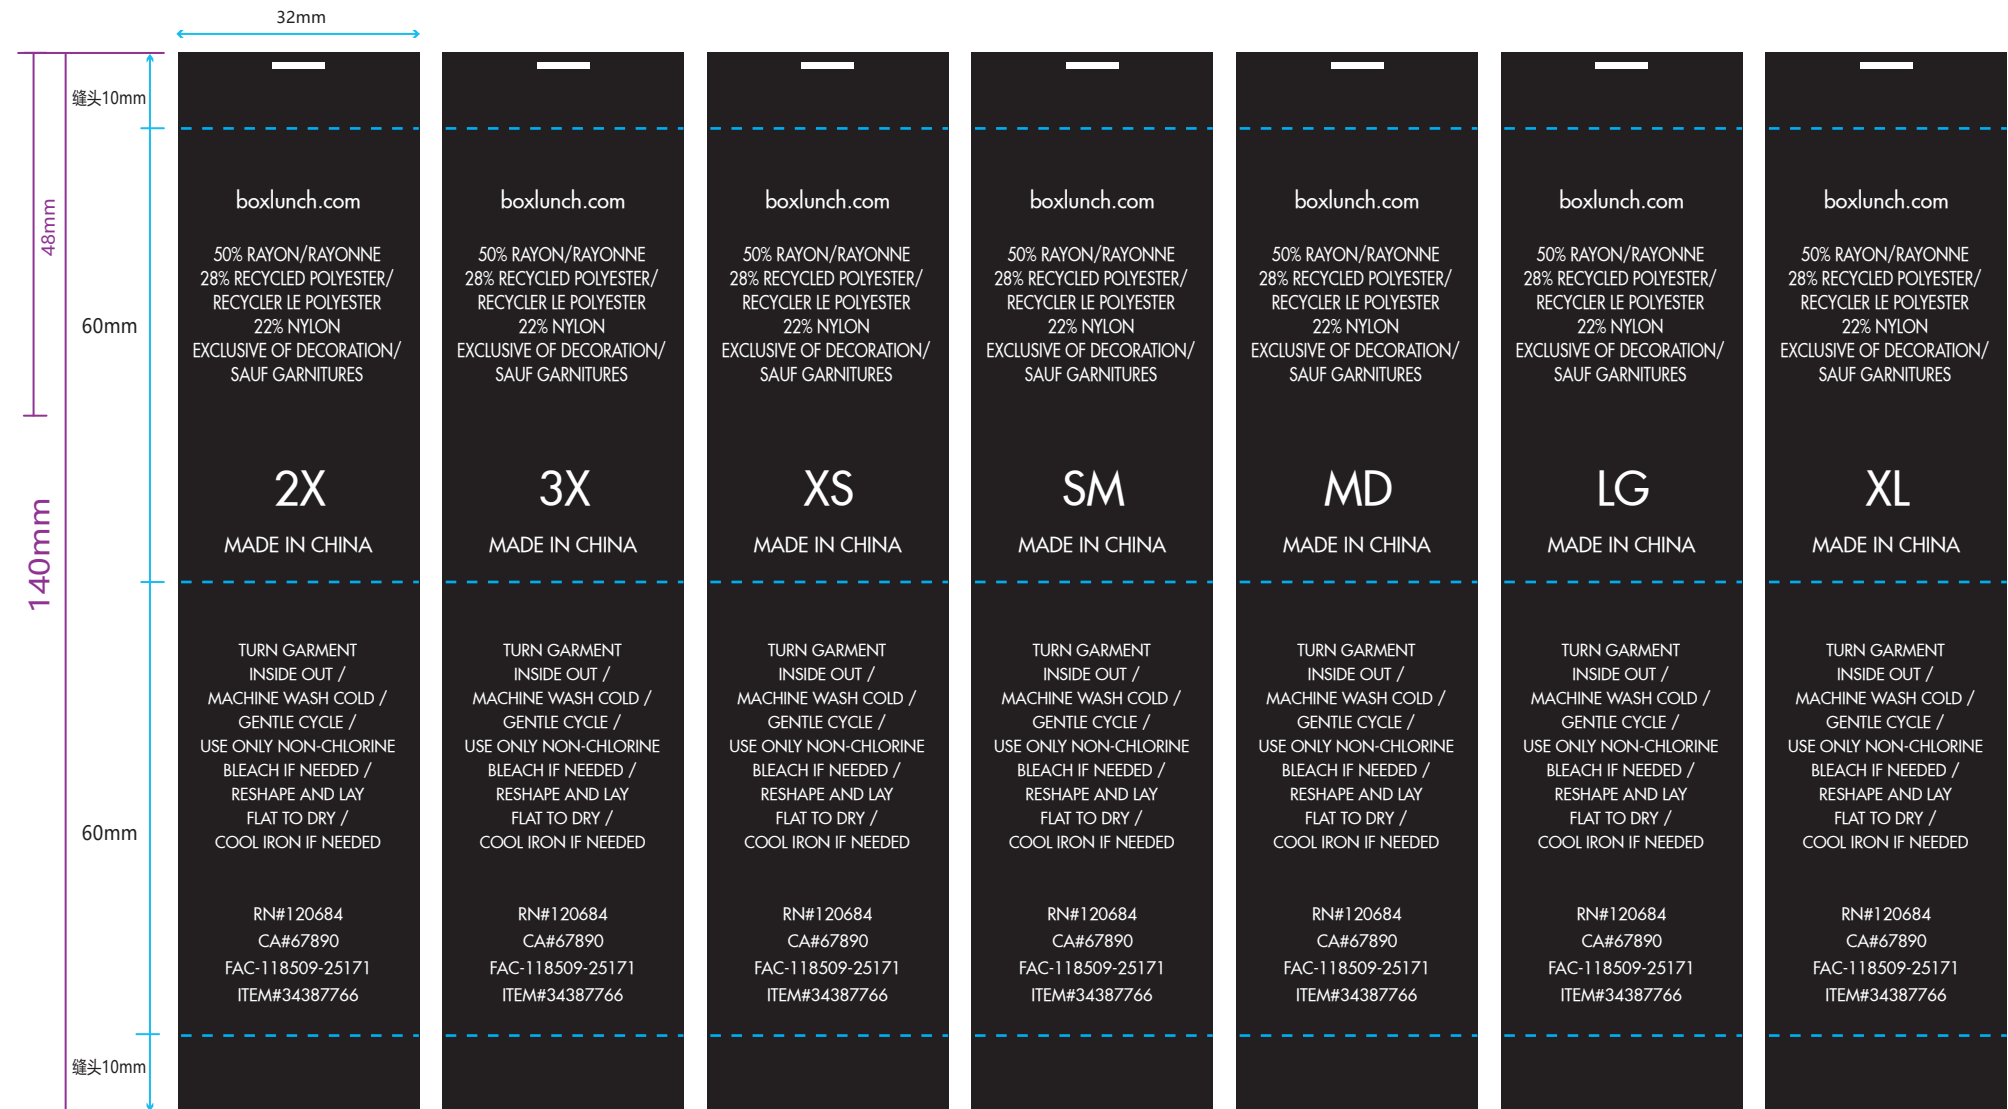 32mm
缝头10mm
48mm
60mm
140mm
60mm
缝头10mm
boxlunch.com
50% RAYON/RAYONNE
28% RECYCLED POLYESTER/
RECYCLER LE POLYESTER
22% NYLON
EXCLUSIVE OF DECORATION/
SAUF GARNITURES
2X
MADE IN CHINA
TURN GARMENT
INSIDE OUT /
MACHINE WASH COLD /
GENTLE CYCLE /
USE ONLY NON-CHLORINE
BLEACH IF NEEDED /
RESHAPE AND LAY
FLAT TO DRY /
COOL IRON IF NEEDED
RN#120684
CA#67890
FAC-118509-25171
ITEM#34387766
boxlunch.com
50% RAYON/RAYONNE
28% RECYCLED POLYESTER/
RECYCLER LE POLYESTER
22% NYLON
EXCLUSIVE OF DECORATION/
SAUF GARNITURES
3X
MADE IN CHINA
TURN GARMENT
INSIDE OUT /
MACHINE WASH COLD /
GENTLE CYCLE /
USE ONLY NON-CHLORINE
BLEACH IF NEEDED /
RESHAPE AND LAY
FLAT TO DRY /
COOL IRON IF NEEDED
RN#120684
CA#67890
FAC-118509-25171
ITEM#34387766
boxlunch.com
50% RAYON/RAYONNE
28% RECYCLED POLYESTER/
RECYCLER LE POLYESTER
22% NYLON
EXCLUSIVE OF DECORATION/
SAUF GARNITURES
XS
MADE IN CHINA
TURN GARMENT
INSIDE OUT /
MACHINE WASH COLD /
GENTLE CYCLE /
USE ONLY NON-CHLORINE
BLEACH IF NEEDED /
RESHAPE AND LAY
FLAT TO DRY /
COOL IRON IF NEEDED
RN#120684
CA#67890
FAC-118509-25171
ITEM#34387766
boxlunch.com
50% RAYON/RAYONNE
28% RECYCLED POLYESTER/
RECYCLER LE POLYESTER
22% NYLON
EXCLUSIVE OF DECORATION/
SAUF GARNITURES
SM
MADE IN CHINA
TURN GARMENT
INSIDE OUT /
MACHINE WASH COLD /
GENTLE CYCLE /
USE ONLY NON-CHLORINE
BLEACH IF NEEDED /
RESHAPE AND LAY
FLAT TO DRY /
COOL IRON IF NEEDED
RN#120684
CA#67890
FAC-118509-25171
ITEM#34387766
boxlunch.com
50% RAYON/RAYONNE
28% RECYCLED POLYESTER/
RECYCLER LE POLYESTER
22% NYLON
EXCLUSIVE OF DECORATION/
SAUF GARNITURES
MD
MADE IN CHINA
TURN GARMENT
INSIDE OUT /
MACHINE WASH COLD /
GENTLE CYCLE /
USE ONLY NON-CHLORINE
BLEACH IF NEEDED /
RESHAPE AND LAY
FLAT TO DRY /
COOL IRON IF NEEDED
RN#120684
CA#67890
FAC-118509-25171
ITEM#34387766
boxlunch.com
50% RAYON/RAYONNE
28% RECYCLED POLYESTER/
RECYCLER LE POLYESTER
22% NYLON
EXCLUSIVE OF DECORATION/
SAUF GARNITURES
LG
MADE IN CHINA
TURN GARMENT
INSIDE OUT /
MACHINE WASH COLD /
GENTLE CYCLE /
USE ONLY NON-CHLORINE
BLEACH IF NEEDED /
RESHAPE AND LAY
FLAT TO DRY /
COOL IRON IF NEEDED
RN#120684
CA#67890
FAC-118509-25171
ITEM#34387766
boxlunch.com
50% RAYON/RAYONNE
28% RECYCLED POLYESTER/
RECYCLER LE POLYESTER
22% NYLON
EXCLUSIVE OF DECORATION/
SAUF GARNITURES
XL
MADE IN CHINA
TURN GARMENT
INSIDE OUT /
MACHINE WASH COLD /
GENTLE CYCLE /
USE ONLY NON-CHLORINE
BLEACH IF NEEDED /
RESHAPE AND LAY
FLAT TO DRY /
COOL IRON IF NEEDED
RN#120684
CA#67890
FAC-118509-25171
ITEM#34387766